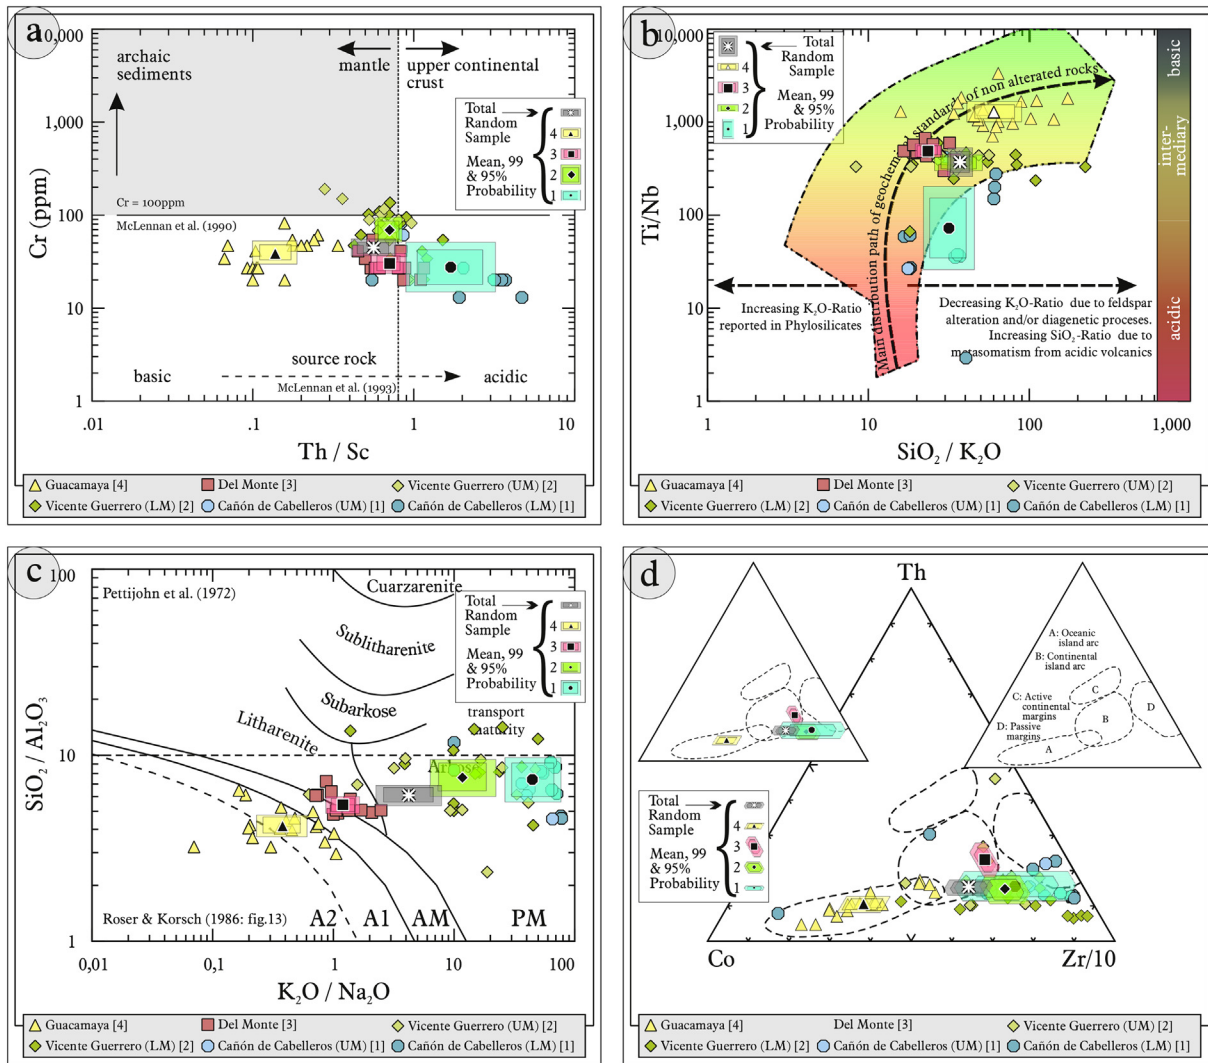 a
10,000
1,000
100
10
1
Cr (ppm)
archaic
sediments
mantle
upper continental
crust
Total
Random
Sample
4
3
Mean, 99
& 95%
Probability
2
1
Cr = 100ppm
McLennan et al. (1990)
source rock
basic
acidic
McLennan et al. (1993)
.01
.1
1
10
Th / Sc
Guacamaya [4]
Del Monte [3]
Vicente Guerrero (UM) [2]
Vicente Guerrero (LM) [2]
Cañón de Cabelleros (UM) [1]
Cañón de Cabelleros (LM) [1]
b
10,000
1,000
100
10
1
Ti/Nb
Total
Random
Sample
4
3
2
1
Mean, 99
& 95%
Probability
Main distribution path of geochemical standards of non alterated rocks
Increasing K₂O-Ratio
reported in Phylosilicates
Decreasing K₂O-Ratio due to feldspar
alteration and/or diagenetic proceses.
Increasing SiO₂-Ratio due to
metasomatism from acidic volcanics
basic
inter-
mediary
acidic
1
10
100
1,000
SiO₂ / K₂O
Guacamaya [4]
Del Monte [3]
Vicente Guerrero (UM) [2]
Vicente Guerrero (LM) [2]
Cañón de Cabelleros (UM) [1]
Cañón de Cabelleros (LM) [1]
c
100
10
1
SiO₂ / Al₂O₃
Pettijohn et al. (1972)
Cuarzarenite
Sublitharenite
Subarkose
Litharenite
Total
Random
Sample
4
3
Mean, 99
& 95%
Probability
2
1
transport
maturity
Roser & Korsch (1986: fig.13)
A2
A1
AM
PM
0,01
0,1
1
10
100
K₂O / Na₂O
Guacamaya [4]
Del Monte [3]
Vicente Guerrero (UM) [2]
Vicente Guerrero (LM) [2]
Cañón de Cabelleros (UM) [1]
Cañón de Cabelleros (LM) [1]
d
Th
A: Oceanic
island arc
B: Continental
island arc
C: Active
continental
margins
D: Passive
margins
C
B
D
A
Total
Random
Sample
4
3
Mean, 99
& 95%
Probability
2
1
Co
Zr/10
Guacamaya [4]
Del Monte [3]
Vicente Guerrero (UM) [2]
Vicente Guerrero (LM) [2]
Cañón de Cabelleros (UM) [1]
Cañón de Cabelleros (LM) [1]